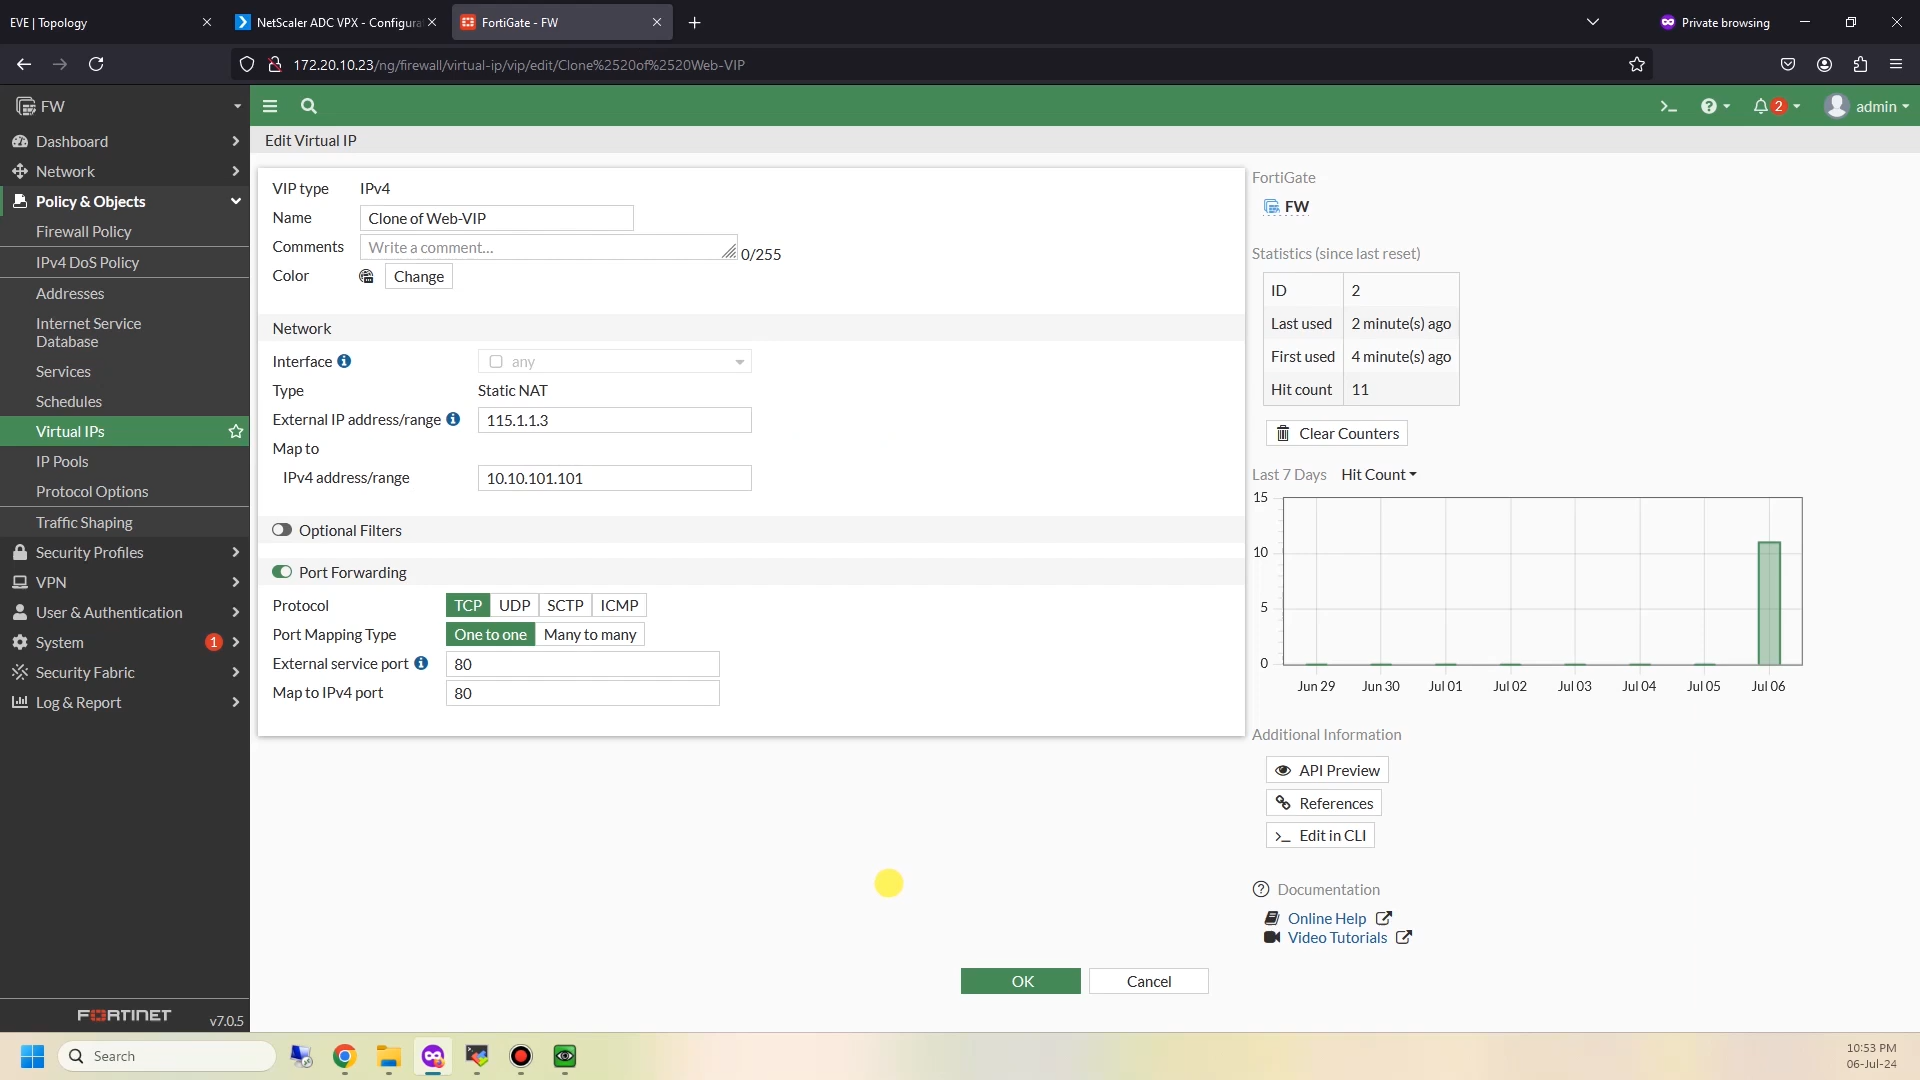 EVE | Topology
NetScaler ADC VPX - Configura
FortiGate - FW
Private browsing
172.20.10.23/ng/firewall/virtual-ip/vip/edit/Clone%2520of%2520Web-VIP
FW
2
admin
Dashboard
Network
Policy & Objects
Firewall Policy
IPv4 DoS Policy
Addresses
Internet Service
Database
Services
Schedules
Virtual IPs
IP Pools
Protocol Options
Traffic Shaping
Security Profiles
VPN
User & Authentication
System 1
Security Fabric
Log & Report
FORTINET v7.0.5
Edit Virtual IP
VIP type IPv4
Name Clone of Web-VIP
Comments Write a comment... 0/255
Color Change
Network
Interface any
Type Static NAT
External IP address/range 115.1.1.3
Map to
IPv4 address/range 10.10.101.101
Optional Filters
Port Forwarding
Protocol TCP UDP SCTP ICMP
Port Mapping Type One to one Many to many
External service port 80
Map to IPv4 port 80
OK Cancel
FortiGate
FW
Statistics (since last reset)
ID 2
Last used 2 minute(s) ago
First used 4 minute(s) ago
Hit count 11
Clear Counters
Last 7 Days Hit Count
15
10
5
0
Jun 29 Jun 30 Jul 01 Jul 02 Jul 03 Jul 04 Jul 05 Jul 06
Additional Information
API Preview
References
>_ Edit in CLI
Documentation
Online Help
Video Tutorials
Search
10:53 PM
06-Jul-24